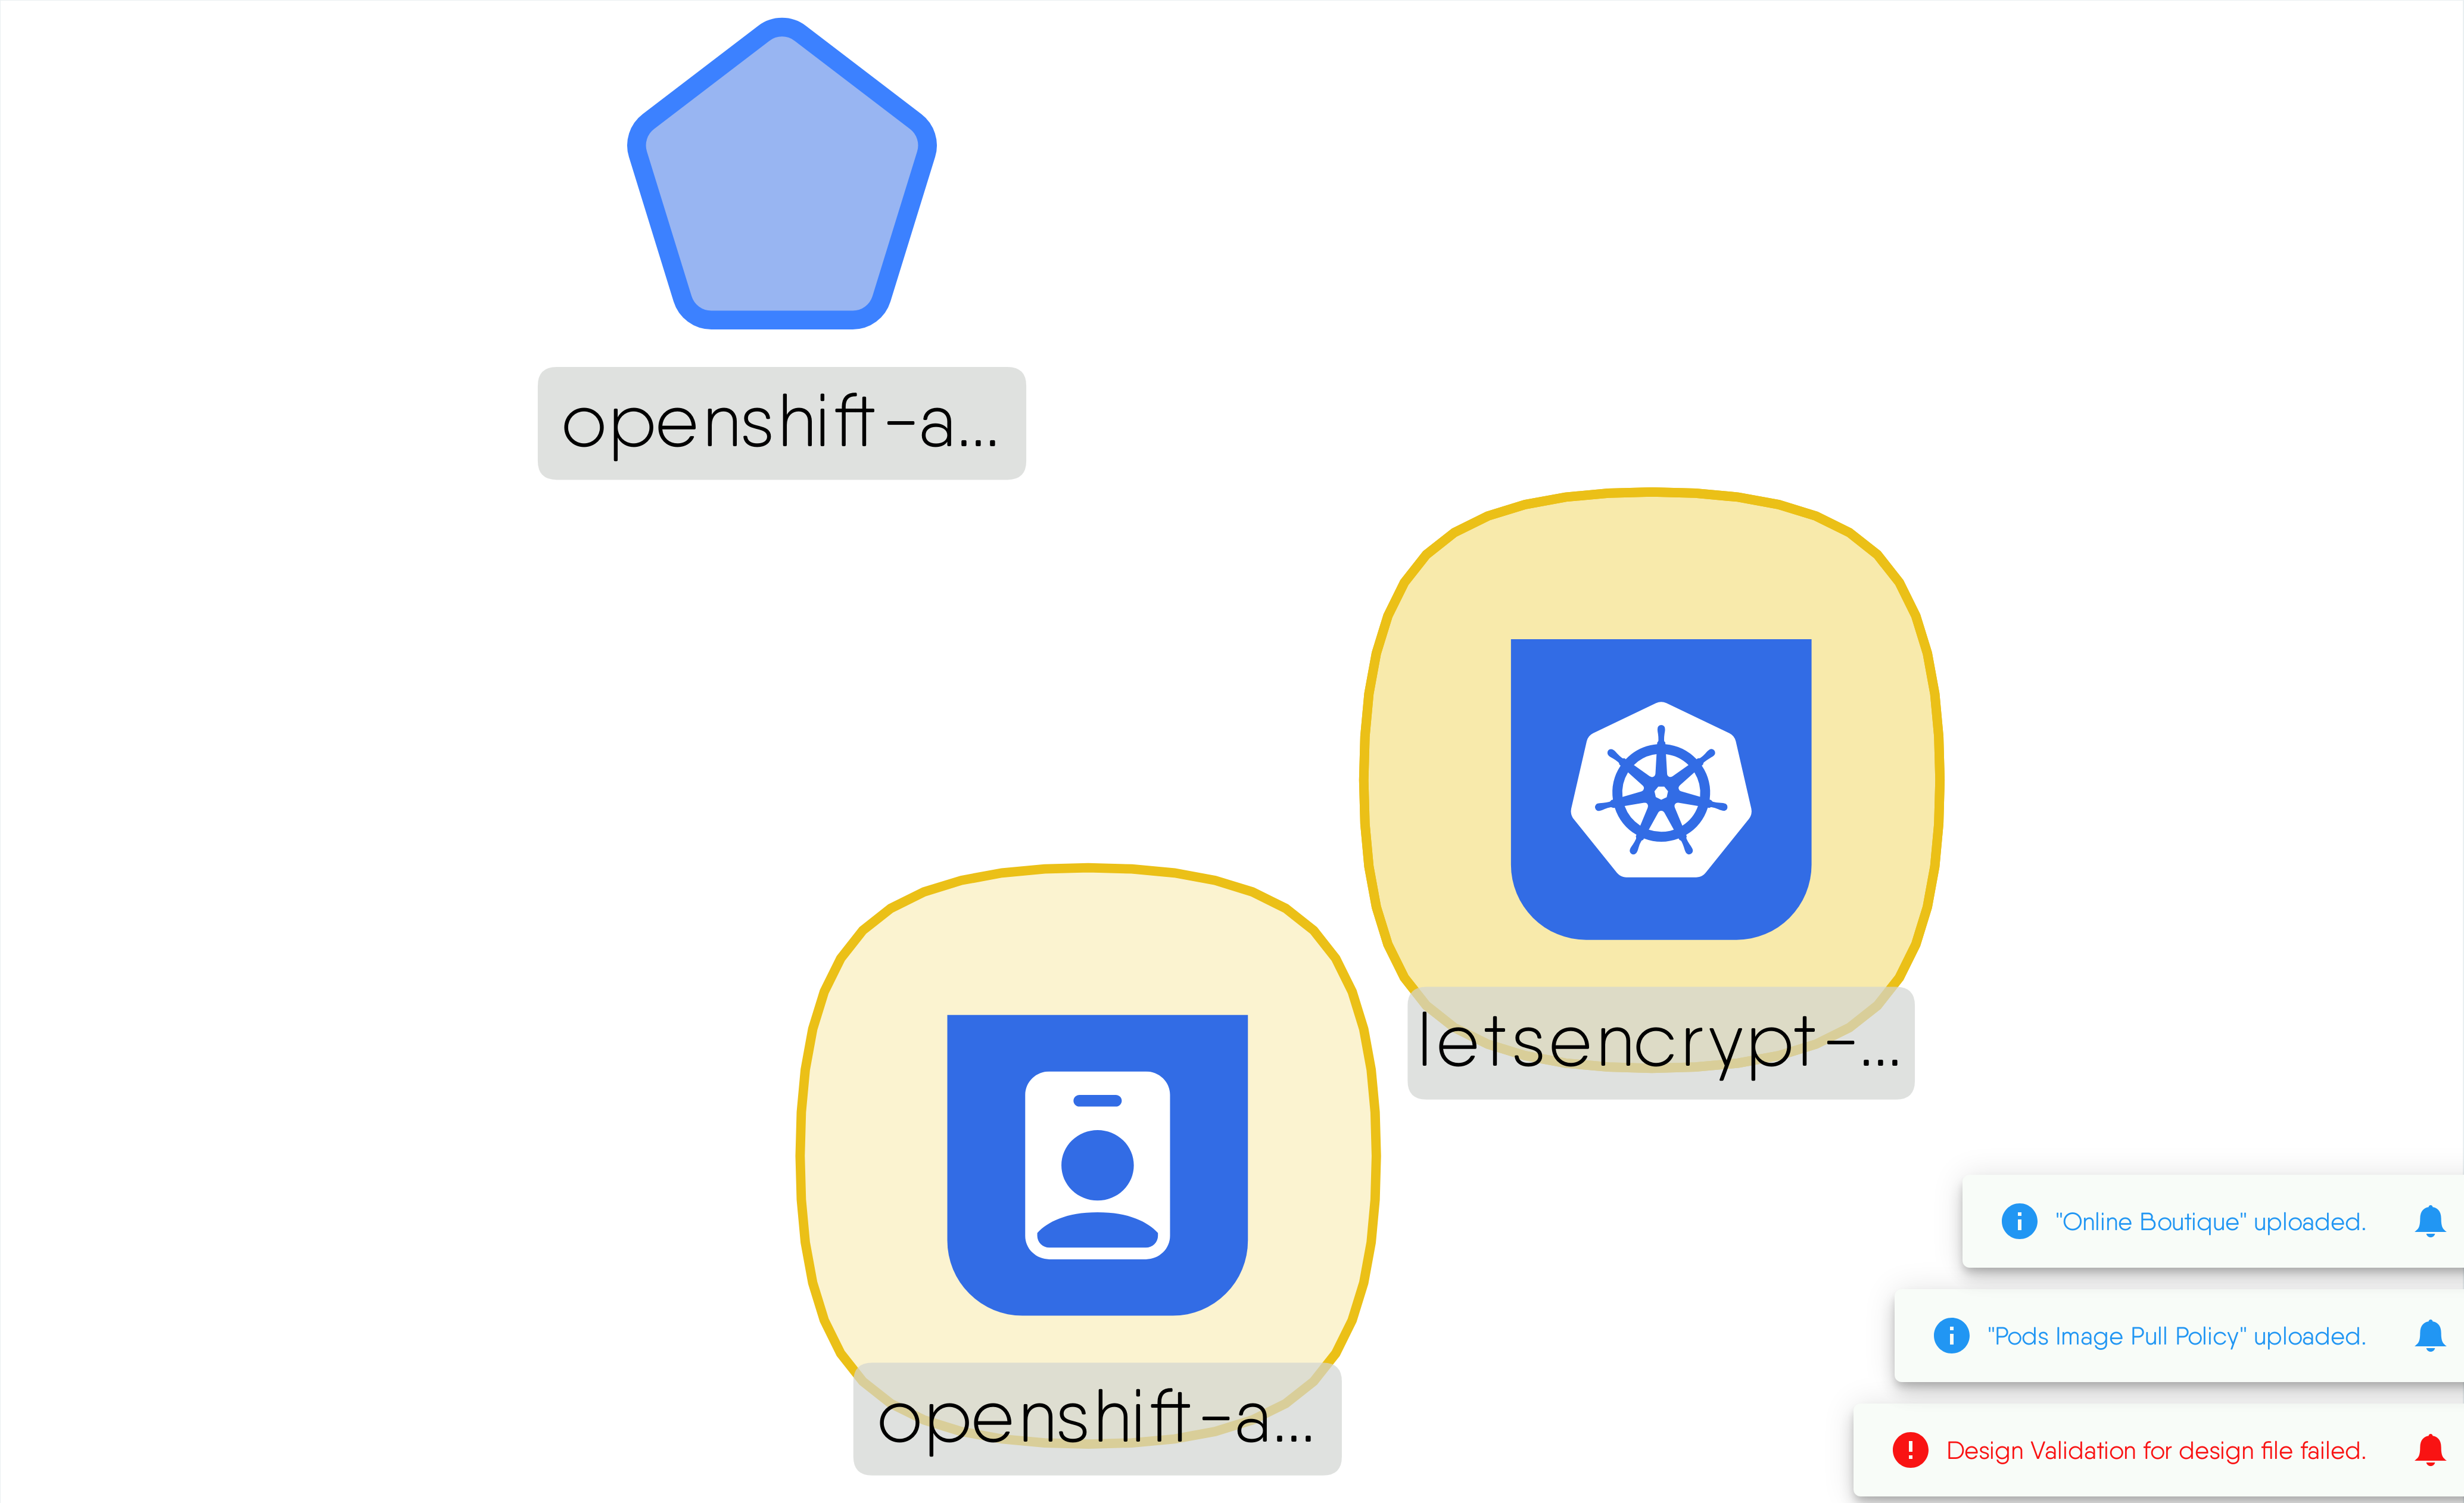 openshift-a...
letsencrypt-...
openshift-a...
"Online Boutique" uploaded.
"Pods Image Pull Policy" uploaded.
Design Validation for design file failed.